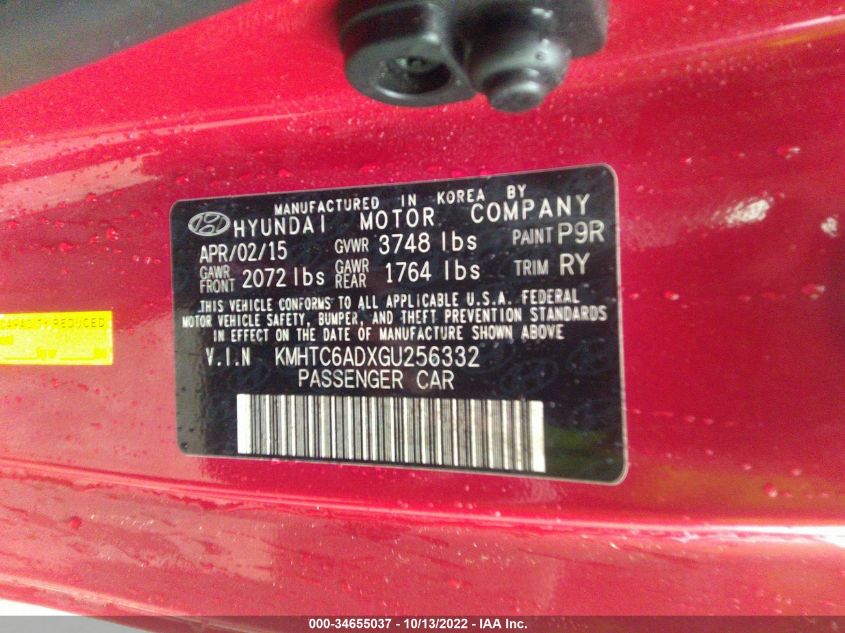 MANUFACTURED IN KOREA BY
HYUNDAI MOTOR COMPANY
APR/02/15 GVWR 3748 lbs PAINT P9R
GAWR FRONT 2072 lbs GAWR REAR 1764 lbs TRIM RY
THIS VEHICLE CONFORMS TO ALL APPLICABLE U.S.A. FEDERAL
MOTOR VEHICLE SAFETY, BUMPER, AND THEFT PREVENTION STANDARDS
IN EFFECT ON THE DATE OF MANUFACTURE SHOWN ABOVE
V.I.N KMHTC6ADXGU256332
PASSENGER CAR
CAPACITY REDUCED
000-34655037 - 10/13/2022 - IAA Inc.